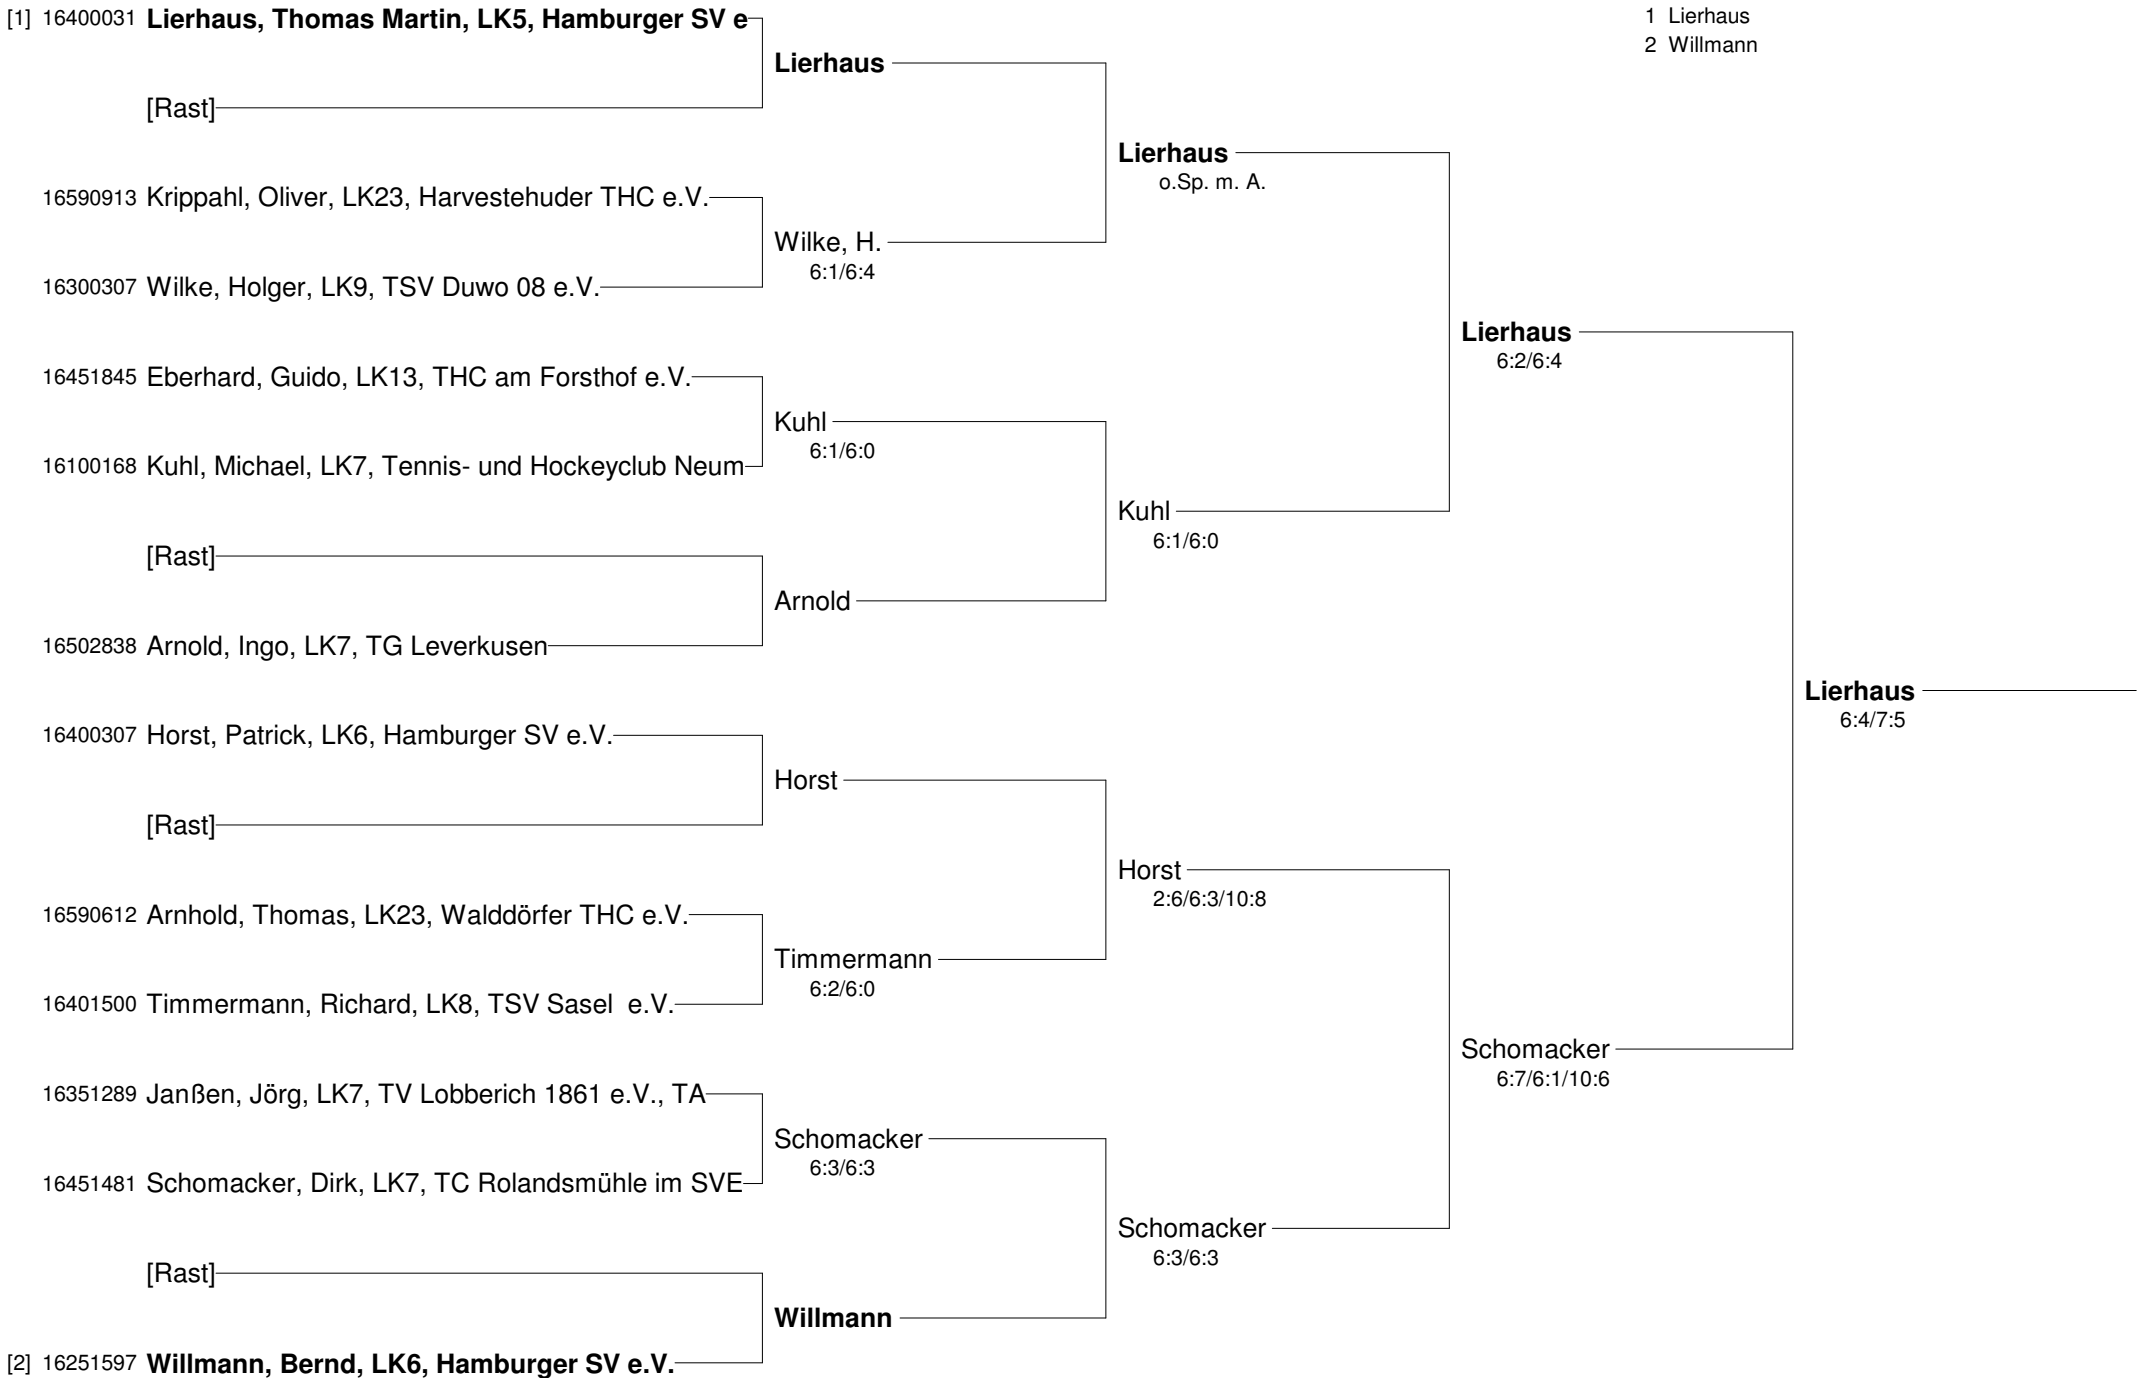 [1] 16400031 Lierhaus, Thomas Martin, LK5, Hamburger SV e
[Rast]
16590913 Krippahl, Oliver, LK23, Harvestehuder THC e.V.
16300307 Wilke, Holger, LK9, TSV Duwo 08 e.V.
16451845 Eberhard, Guido, LK13, THC am Forsthof e.V.
16100168 Kuhl, Michael, LK7, Tennis- und Hockeyclub Neum
[Rast]
16502838 Arnold, Ingo, LK7, TG Leverkusen
16400307 Horst, Patrick, LK6, Hamburger SV e.V.
[Rast]
16590612 Arnhold, Thomas, LK23, Walddörfer THC e.V.
16401500 Timmermann, Richard, LK8, TSV Sasel  e.V.
16351289 Janßen, Jörg, LK7, TV Lobberich 1861 e.V., TA
16451481 Schomacker, Dirk, LK7, TC Rolandsmühle im SVE
[Rast]
[2] 16251597 Willmann, Bernd, LK6, Hamburger SV e.V.
Lierhaus
Wilke, H.
6:1/6:4
Kuhl
6:1/6:0
Arnold
Horst
Timmermann
6:2/6:0
Schomacker
6:3/6:3
Willmann
Lierhaus
o.Sp. m. A.
Kuhl
6:1/6:0
Horst
2:6/6:3/10:8
Schomacker
6:3/6:3
Lierhaus
6:2/6:4
Schomacker
6:7/6:1/10:6
Lierhaus
6:4/7:5
1 Lierhaus
2 Willmann